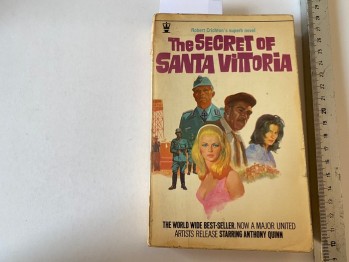 Robert Crichton's superb novel
The SECRET OF
SANTA VITTORIA
THE WORLD WIDE BEST-SELLER. NOW A MAJOR UNITED
ARTISTS RELEASE STARRING ANTHONY QUINN